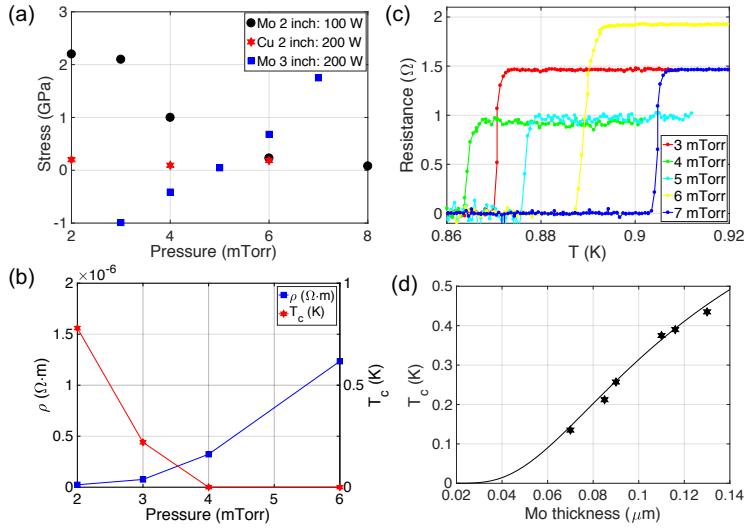 (a)
Mo 2 inch: 100 W
Cu 2 inch: 200 W
Mo 3 inch: 200 W
Stress (GPa)
3
2
1
0
-1
2 4 6 8
Pressure (mTorr)
(c)
Resistance (Ω)
2
1.5
1
0.5
0
3 mTorr
4 mTorr
5 mTorr
6 mTorr
7 mTorr
0.86 0.88 0.9 0.92
T (K)
(b)
×10⁻⁶
ρ (Ω·m)
T_c (K)
ρ (Ω·m)
2
1.5
1
0.5
0
1
0.5
0
T_c (K)
2 3 4 5 6
Pressure (mTorr)
(d)
T_c (K)
0.5
0.4
0.3
0.2
0.1
0
0.02 0.04 0.06 0.08 0.1 0.12 0.14
Mo thickness (μm)